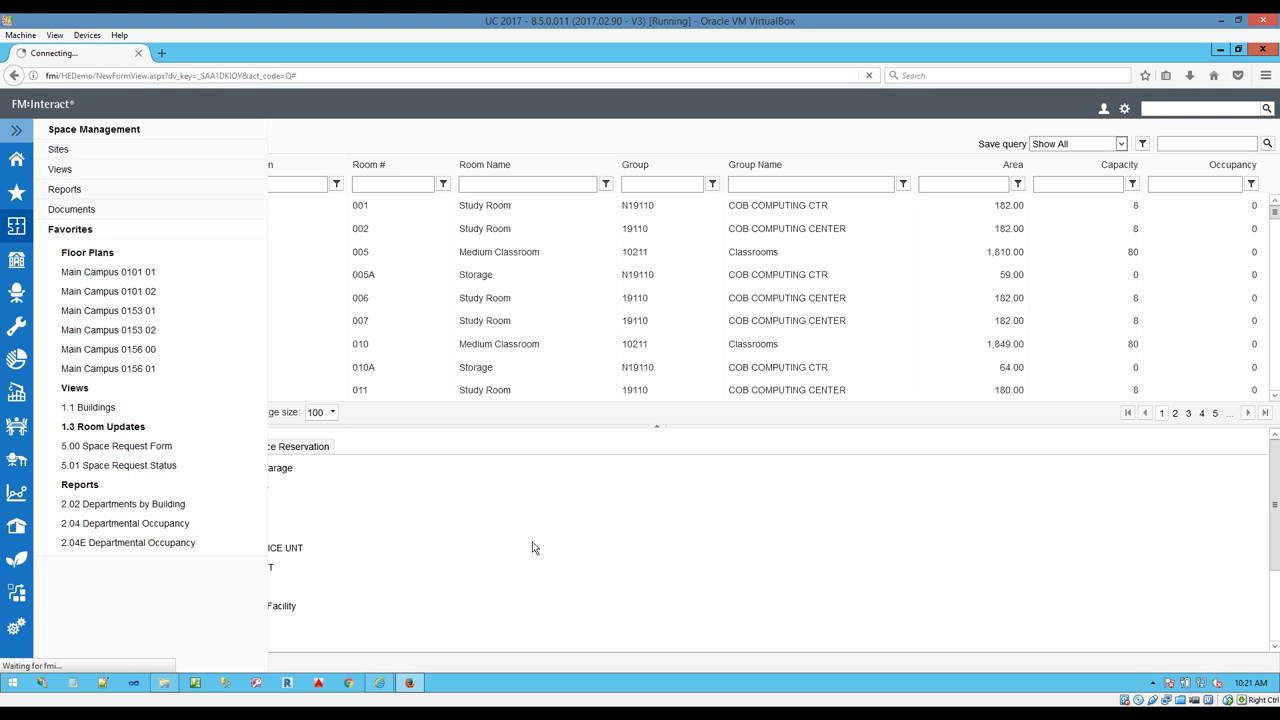 UC 2017 - 8.5.0.011 (2017.02.90 - V3) [Running] - Oracle VM VirtualBox
Machine View Devices Help
Connecting...
fmi/HEDemo/NewFormView.aspx?dv_key=_SAA1DKIOY&act_code=Q#
Search
FM:Interact®
Space Management
Sites
Views
Reports
Documents
Favorites
Floor Plans
Main Campus 0101 01
Main Campus 0101 02
Main Campus 0153 01
Main Campus 0153 02
Main Campus 0156 00
Main Campus 0156 01
Views
1.1 Buildings
1.3 Room Updates
5.00 Space Request Form
5.01 Space Request Status
Reports
2.02 Departments by Building
2.04 Departmental Occupancy
2.04E Departmental Occupancy
Save query Show All
n Room # Room Name Group Group Name Area Capacity Occupancy
001 Study Room N19110 COB COMPUTING CTR 182.00 8 0
002 Study Room 19110 COB COMPUTING CENTER 182.00 8 0
005 Medium Classroom 10211 Classrooms 1,810.00 80 0
005A Storage N19110 COB COMPUTING CTR 59.00 0 0
006 Study Room 19110 COB COMPUTING CENTER 182.00 8 0
007 Study Room 19110 COB COMPUTING CENTER 182.00 8 0
010 Medium Classroom 10211 Classrooms 1,849.00 80 0
010A Storage N19110 COB COMPUTING CTR 64.00 0 0
011 Study Room 19110 COB COMPUTING CENTER 180.00 8 0
ge size: 100 1 2 3 4 5 ...
ce Reservation
arage
ICE UNT
T
Facility
Waiting for fmi...
10:21 AM
Right Ctrl